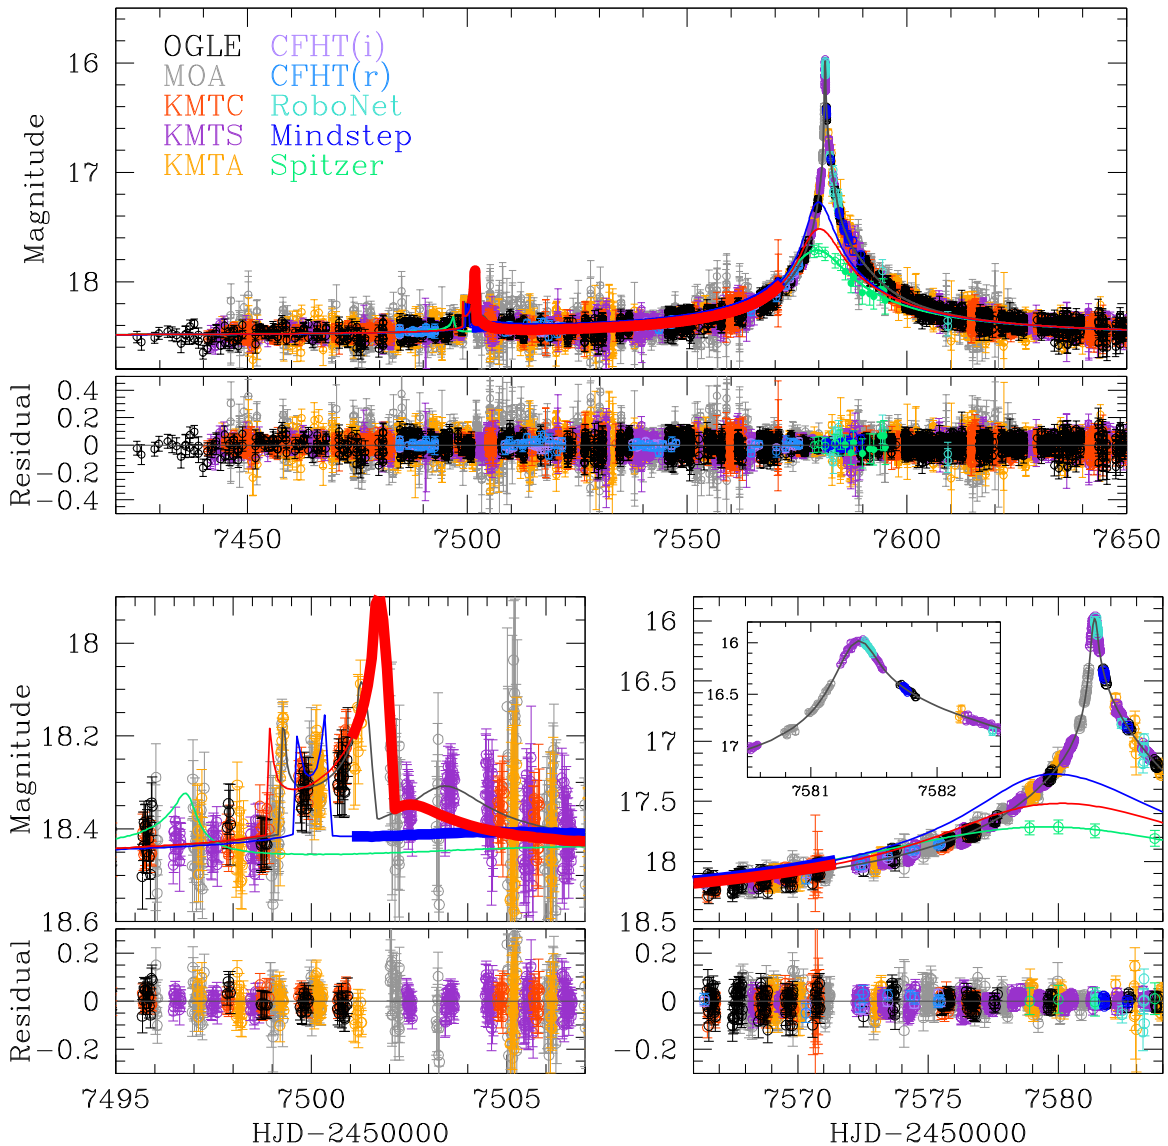 OGLE CFHT(i)
MOA CFHT(r)
KMTC RoboNet
KMTS Mindstep
KMTA Spitzer
Magnitude
16
17
18
Residual
0.4
0.2
0
−0.2
−0.4
7450 7500 7550 7600 7650
Magnitude
18
18.2
18.4
18.6
Residual
0.2
0
−0.2
7495 7500 7505
HJD−2450000
16
16.5
17
17.5
18
18.5
16
16.5
17
7581 7582
0.2
0
−0.2
7570 7575 7580
HJD−2450000